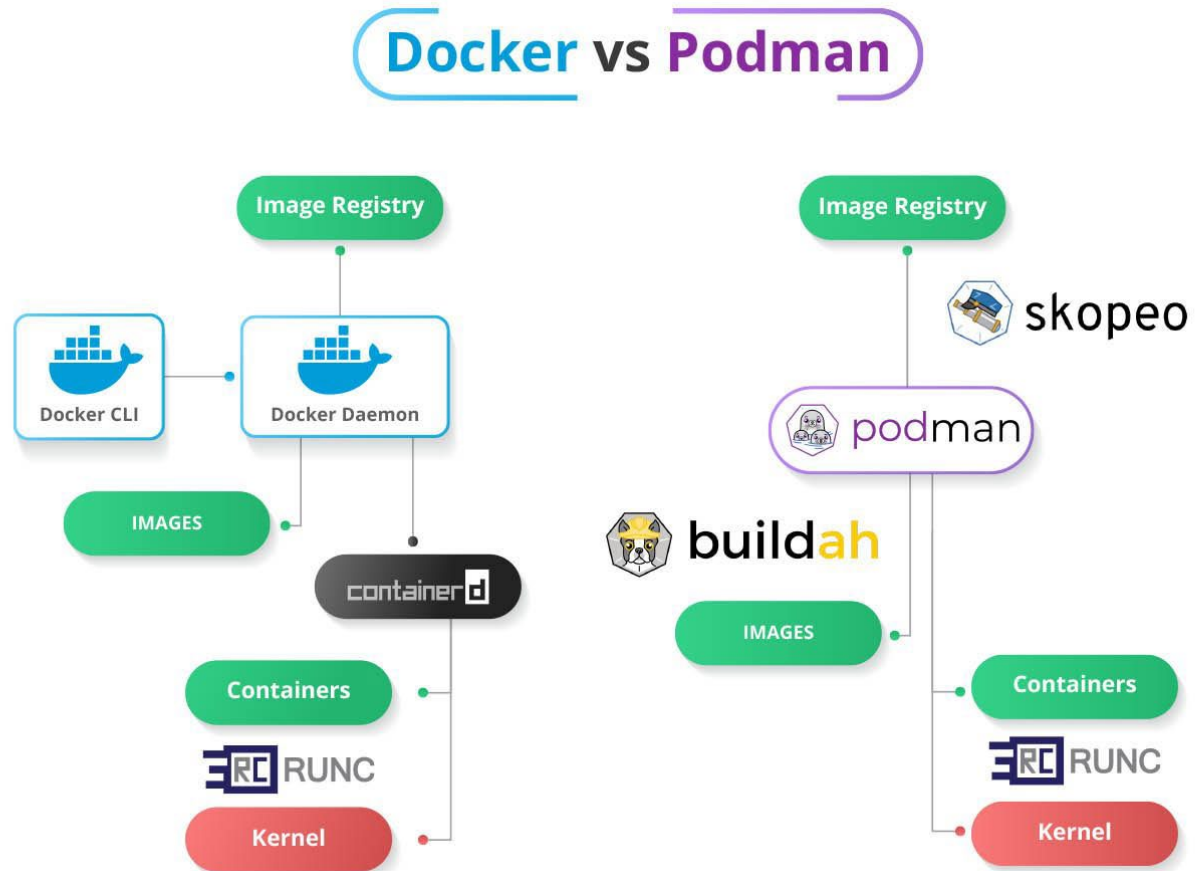 Docker vs Podman
Image Registry
Docker CLI
Docker Daemon
IMAGES
containerd
Containers
RC RUNC
Kernel
Image Registry
skopeo
podman
buildah
IMAGES
Containers
RC RUNC
Kernel